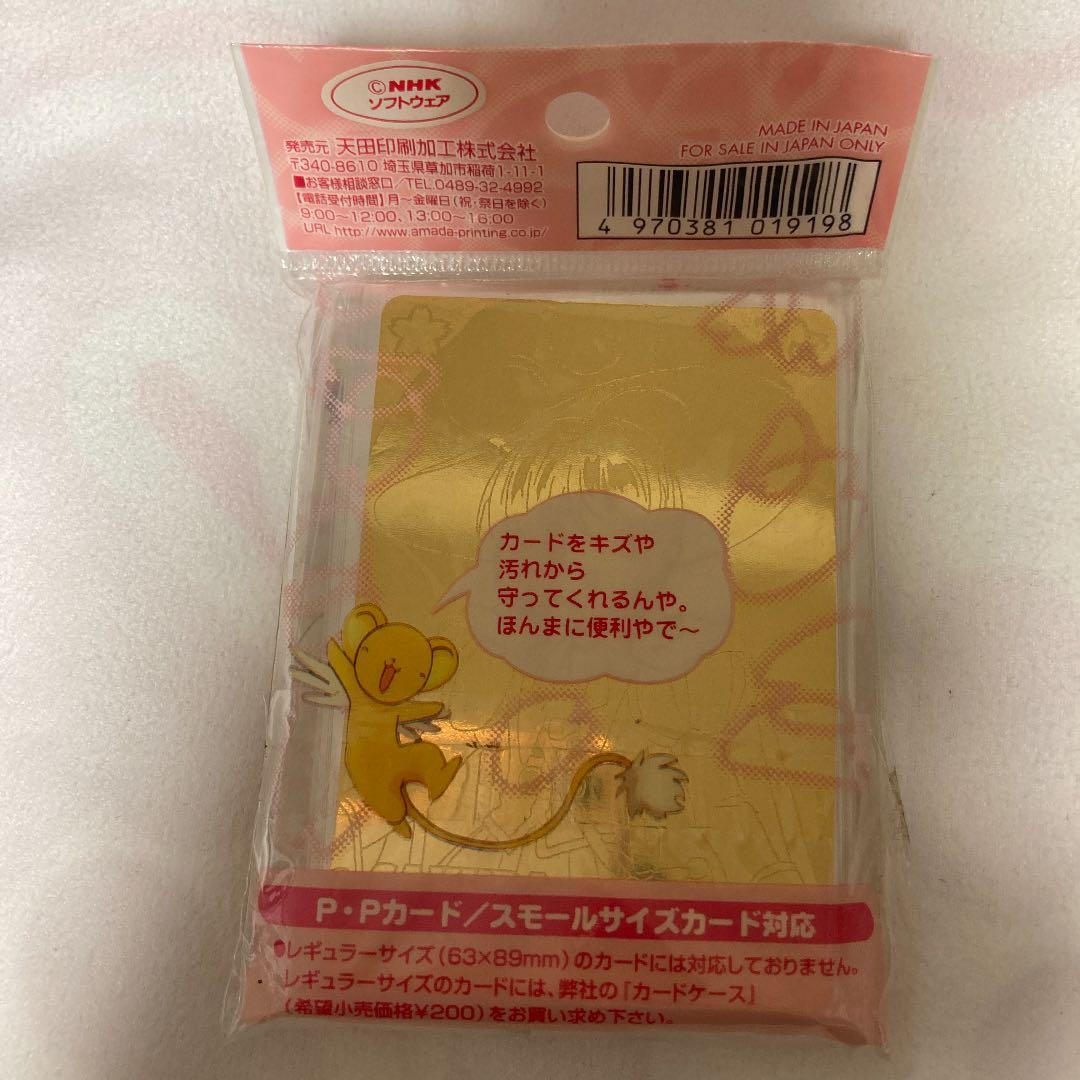 ©NHK
ソフトウェア
発売元 天田印刷加工株式会社
〒340-8610 埼玉県草加市稲荷1-11-1
■お客様相談窓口/TEL.0489-32-4992
【電話受付時間】月〜金曜日(祝・祭日を除く)
9:00〜12:00、13:00〜16:00
URL http://www.amada-printing.co.jp/
MADE IN JAPAN
FOR SALE IN JAPAN ONLY
4 970381 019198
カードをキズや
汚れから
守ってくれるんや。
ほんまに便利やで〜
P・Pカード/スモールサイズカード対応
●レギュラーサイズ(63×89mm)のカードには対応しておりません。
レギュラーサイズのカードには、弊社の「カードケース」
(希望小売価格¥200)をお買い求め下さい。